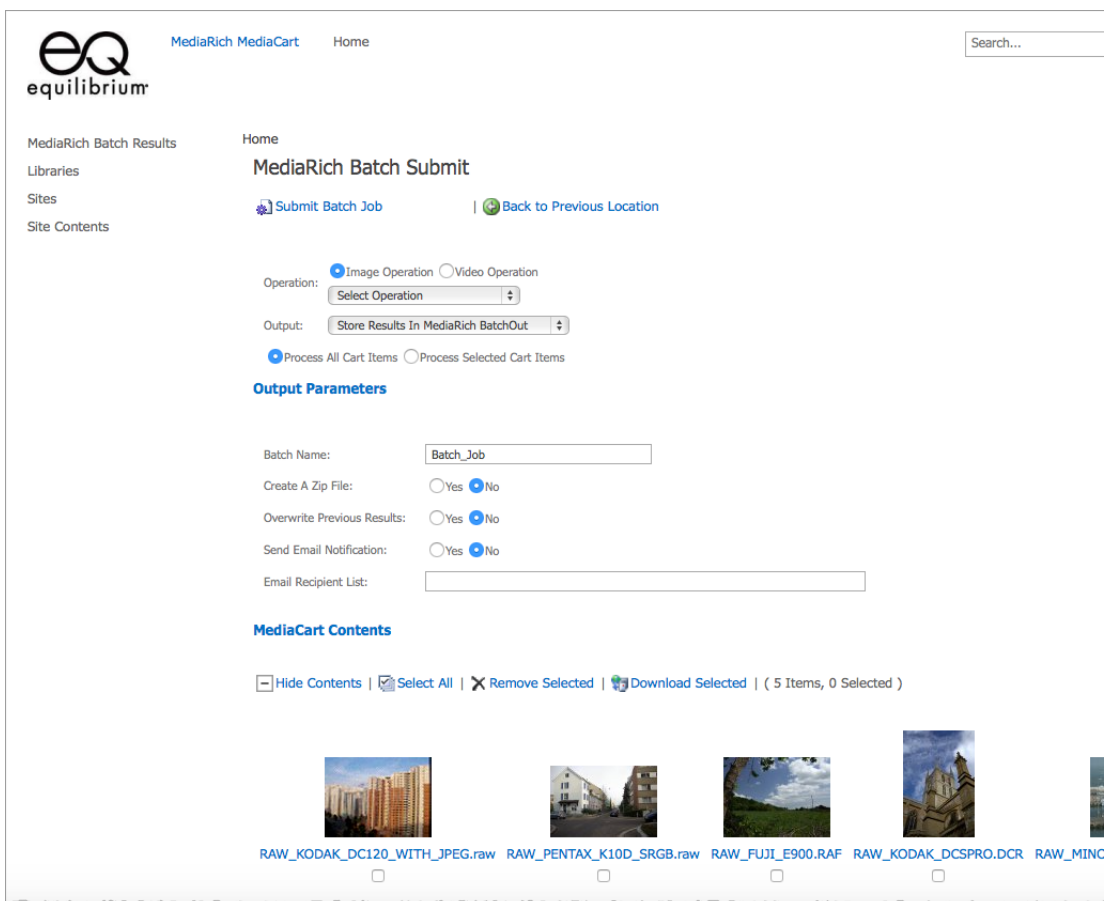 eQ
equilibrium
MediaRich MediaCart Home
Search...
MediaRich Batch Results
Libraries
Sites
Site Contents
Home
MediaRich Batch Submit
Submit Batch Job | Back to Previous Location
Operation: Image Operation Video Operation
Select Operation
Output: Store Results In MediaRich BatchOut
Process All Cart Items Process Selected Cart Items
Output Parameters
Batch Name: Batch_Job
Create A Zip File: Yes No
Overwrite Previous Results: Yes No
Send Email Notification: Yes No
Email Recipient List:
MediaCart Contents
Hide Contents | Select All | Remove Selected | Download Selected | ( 5 Items, 0 Selected )
RAW_KODAK_DC120_WITH_JPEG.raw RAW_PENTAX_K10D_SRGB.raw RAW_FUJI_E900.RAF RAW_KODAK_DCSPRO.DCR RAW_MINO